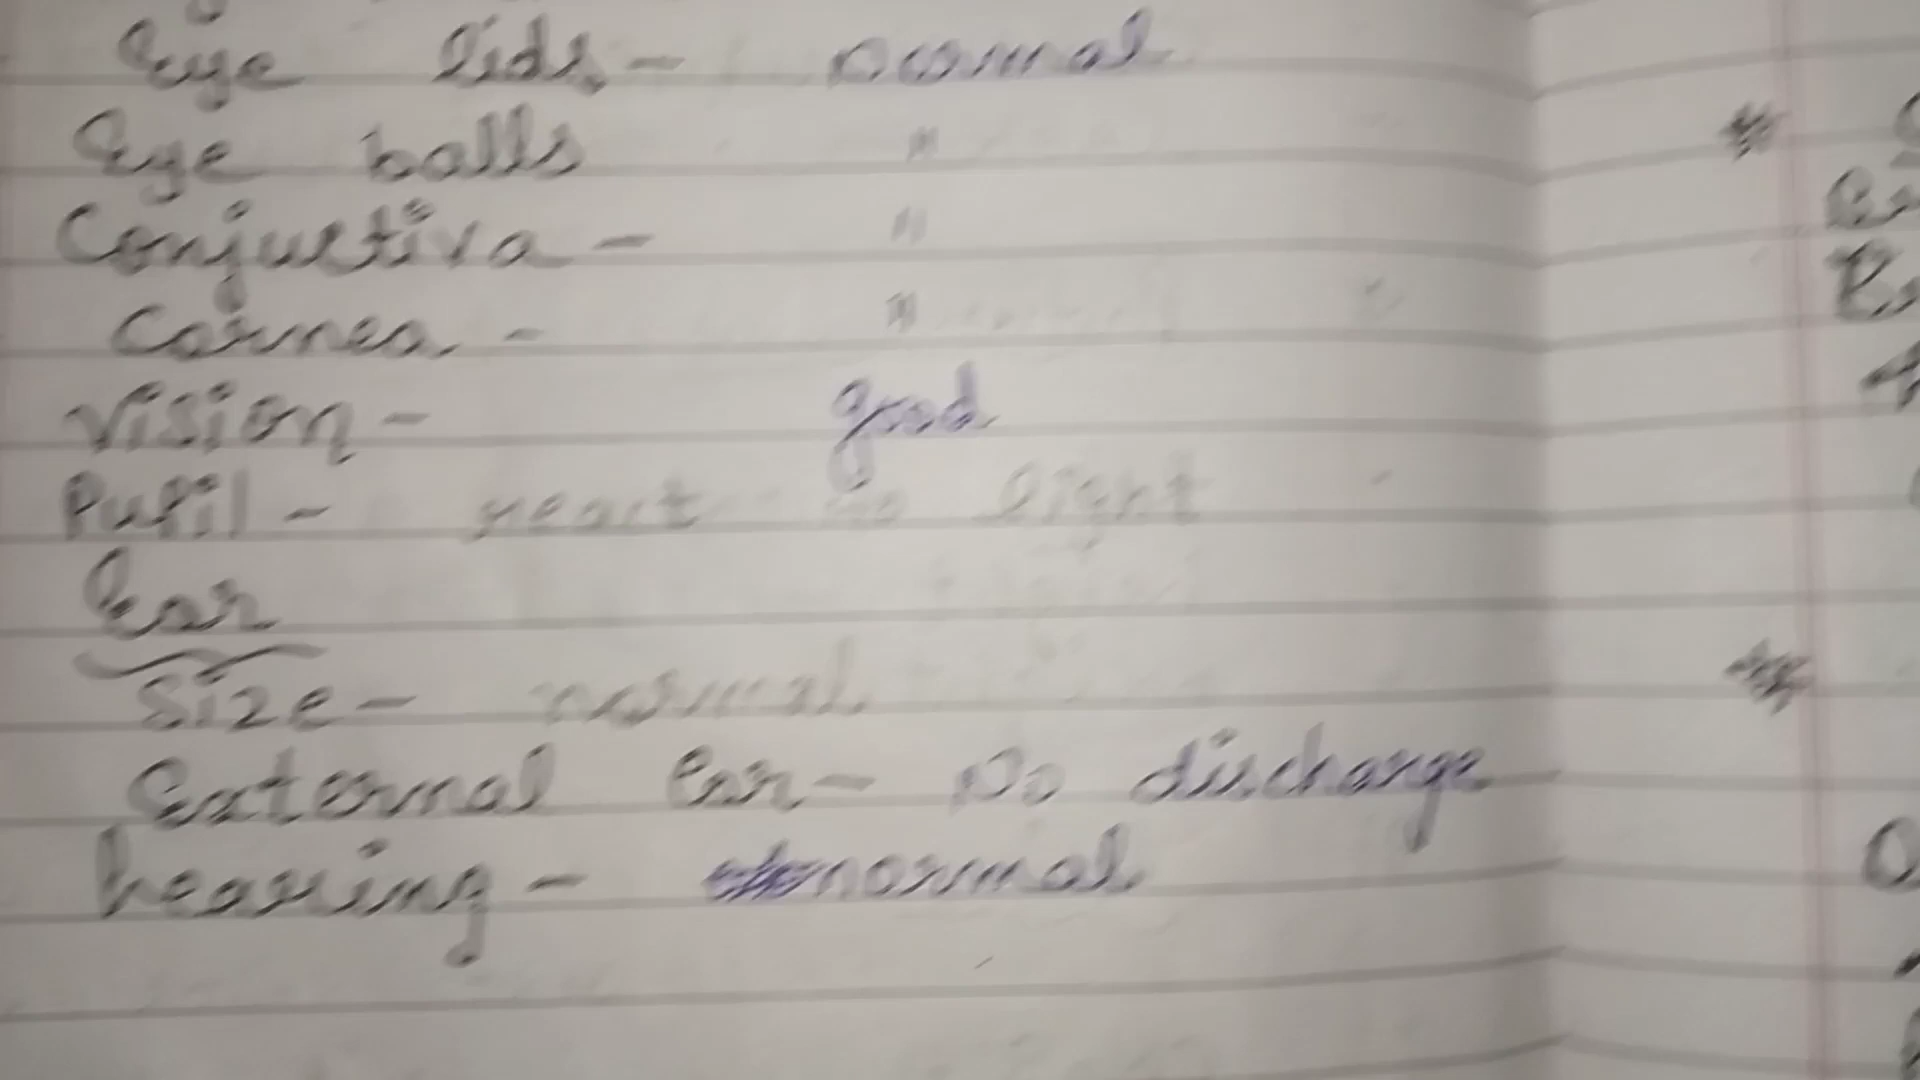 Eye lids - normal
Eye balls "
Conjuctiva - "
Cornea - "
Vision - good
Pupil - react to light
Ear
Size - normal
External Ear - No discharge
hearing - normal